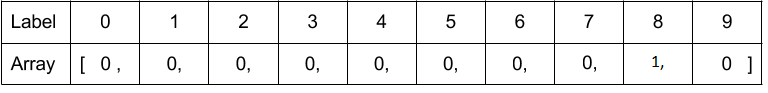 Label 0 1 2 3 4 5 6 7 8 9
Array [ 0 , 0, 0, 0, 0, 0, 0, 0, 1, 0 ]